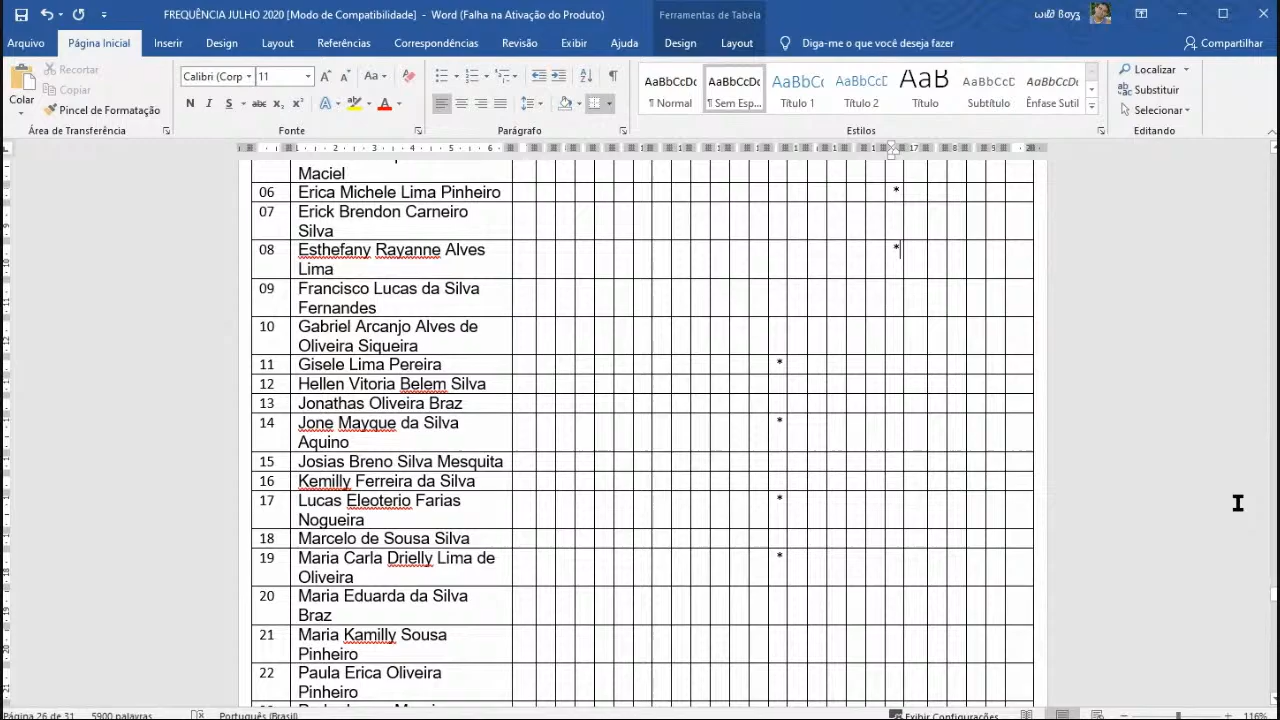 FREQUÊNCIA JULHO 2020 [Modo de Compatibilidade] - Word (Falha na Ativação do Produto)
Ferramentas de Tabela
Arquivo Página Inicial Inserir Design Layout Referências Correspondências Revisão Exibir Ajuda Design Layout Diga-me o que você deseja fazer Compartilhar
Colar
Recortar
Copiar
Pincel de Formatação
Área de Transferência
Calibri (Corp 11
N I S abc x₂ x²
Fonte
Parágrafo
AaBbCcDc AaBbCcDc AaBbCc AaBbCcD AaB AaBbCcD AaBbCcDc
¶ Normal ¶ Sem Esp... Título 1 Título 2 Título Subtítulo Ênfase Sutil
Estilos
Localizar
Substituir
Selecionar
Editando
Maciel
06 Erica Michele Lima Pinheiro *
07 Erick Brendon Carneiro
Silva
08 Esthefany Rayanne Alves *
Lima
09 Francisco Lucas da Silva
Fernandes
10 Gabriel Arcanjo Alves de
Oliveira Siqueira
11 Gisele Lima Pereira *
12 Hellen Vitoria Belem Silva
13 Jonathas Oliveira Braz
14 Jone Mayque da Silva *
Aquino
15 Josias Breno Silva Mesquita
16 Kemilly Ferreira da Silva
17 Lucas Eleoterio Farias *
Nogueira
18 Marcelo de Sousa Silva
19 Maria Carla Drielly Lima de *
Oliveira
20 Maria Eduarda da Silva
Braz
21 Maria Kamilly Sousa
Pinheiro
22 Paula Erica Oliveira
Pinheiro
Página 26 de 31 5900 palavras Português (Brasil) Exibir Configurações 116%